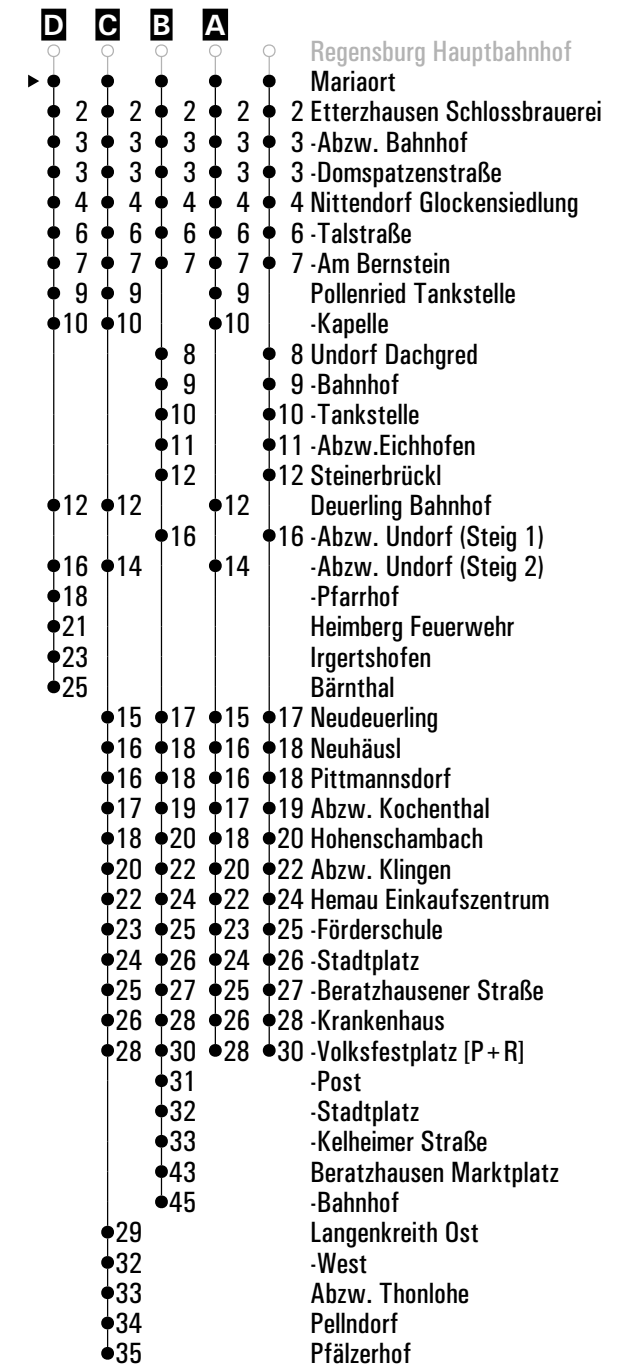 D C B A
Regensburg Hauptbahnhof
Mariaort
2 2 2 2 2 Etterzhausen Schlossbrauerei
3 3 3 3 3 -Abzw. Bahnhof
3 3 3 3 3 -Domspatzenstraße
4 4 4 4 4 Nittendorf Glockensiedlung
6 6 6 6 6 -Talstraße
7 7 7 7 7 -Am Bernstein
9 9 9 Pollenried Tankstelle
10 10 10 -Kapelle
8 8 Undorf Dachgred
9 9 -Bahnhof
10 10 -Tankstelle
11 11 -Abzw.Eichhofen
12 12 Steinerbrückl
12 12 12 Deuerling Bahnhof
16 16 -Abzw. Undorf (Steig 1)
16 14 14 -Abzw. Undorf (Steig 2)
18 -Pfarrhof
21 Heimberg Feuerwehr
23 Irgertshofen
25 Bärnthal
15 17 15 17 Neudeuerling
16 18 16 18 Neuhäusl
16 18 16 18 Pittmannsdorf
17 19 17 19 Abzw. Kochenthal
18 20 18 20 Hohenschambach
20 22 20 22 Abzw. Klingen
22 24 22 24 Hemau Einkaufszentrum
23 25 23 25 -Förderschule
24 26 24 26 -Stadtplatz
25 27 25 27 -Beratzhausener Straße
26 28 26 28 -Krankenhaus
28 30 28 30 -Volksfestplatz [P+R]
31 -Post
32 -Stadtplatz
33 -Kelheimer Straße
43 Beratzhausen Marktplatz
45 -Bahnhof
29 Langenkreith Ost
32 -West
33 Abzw. Thonlohe
34 Pellndorf
35 Pfälzerhof